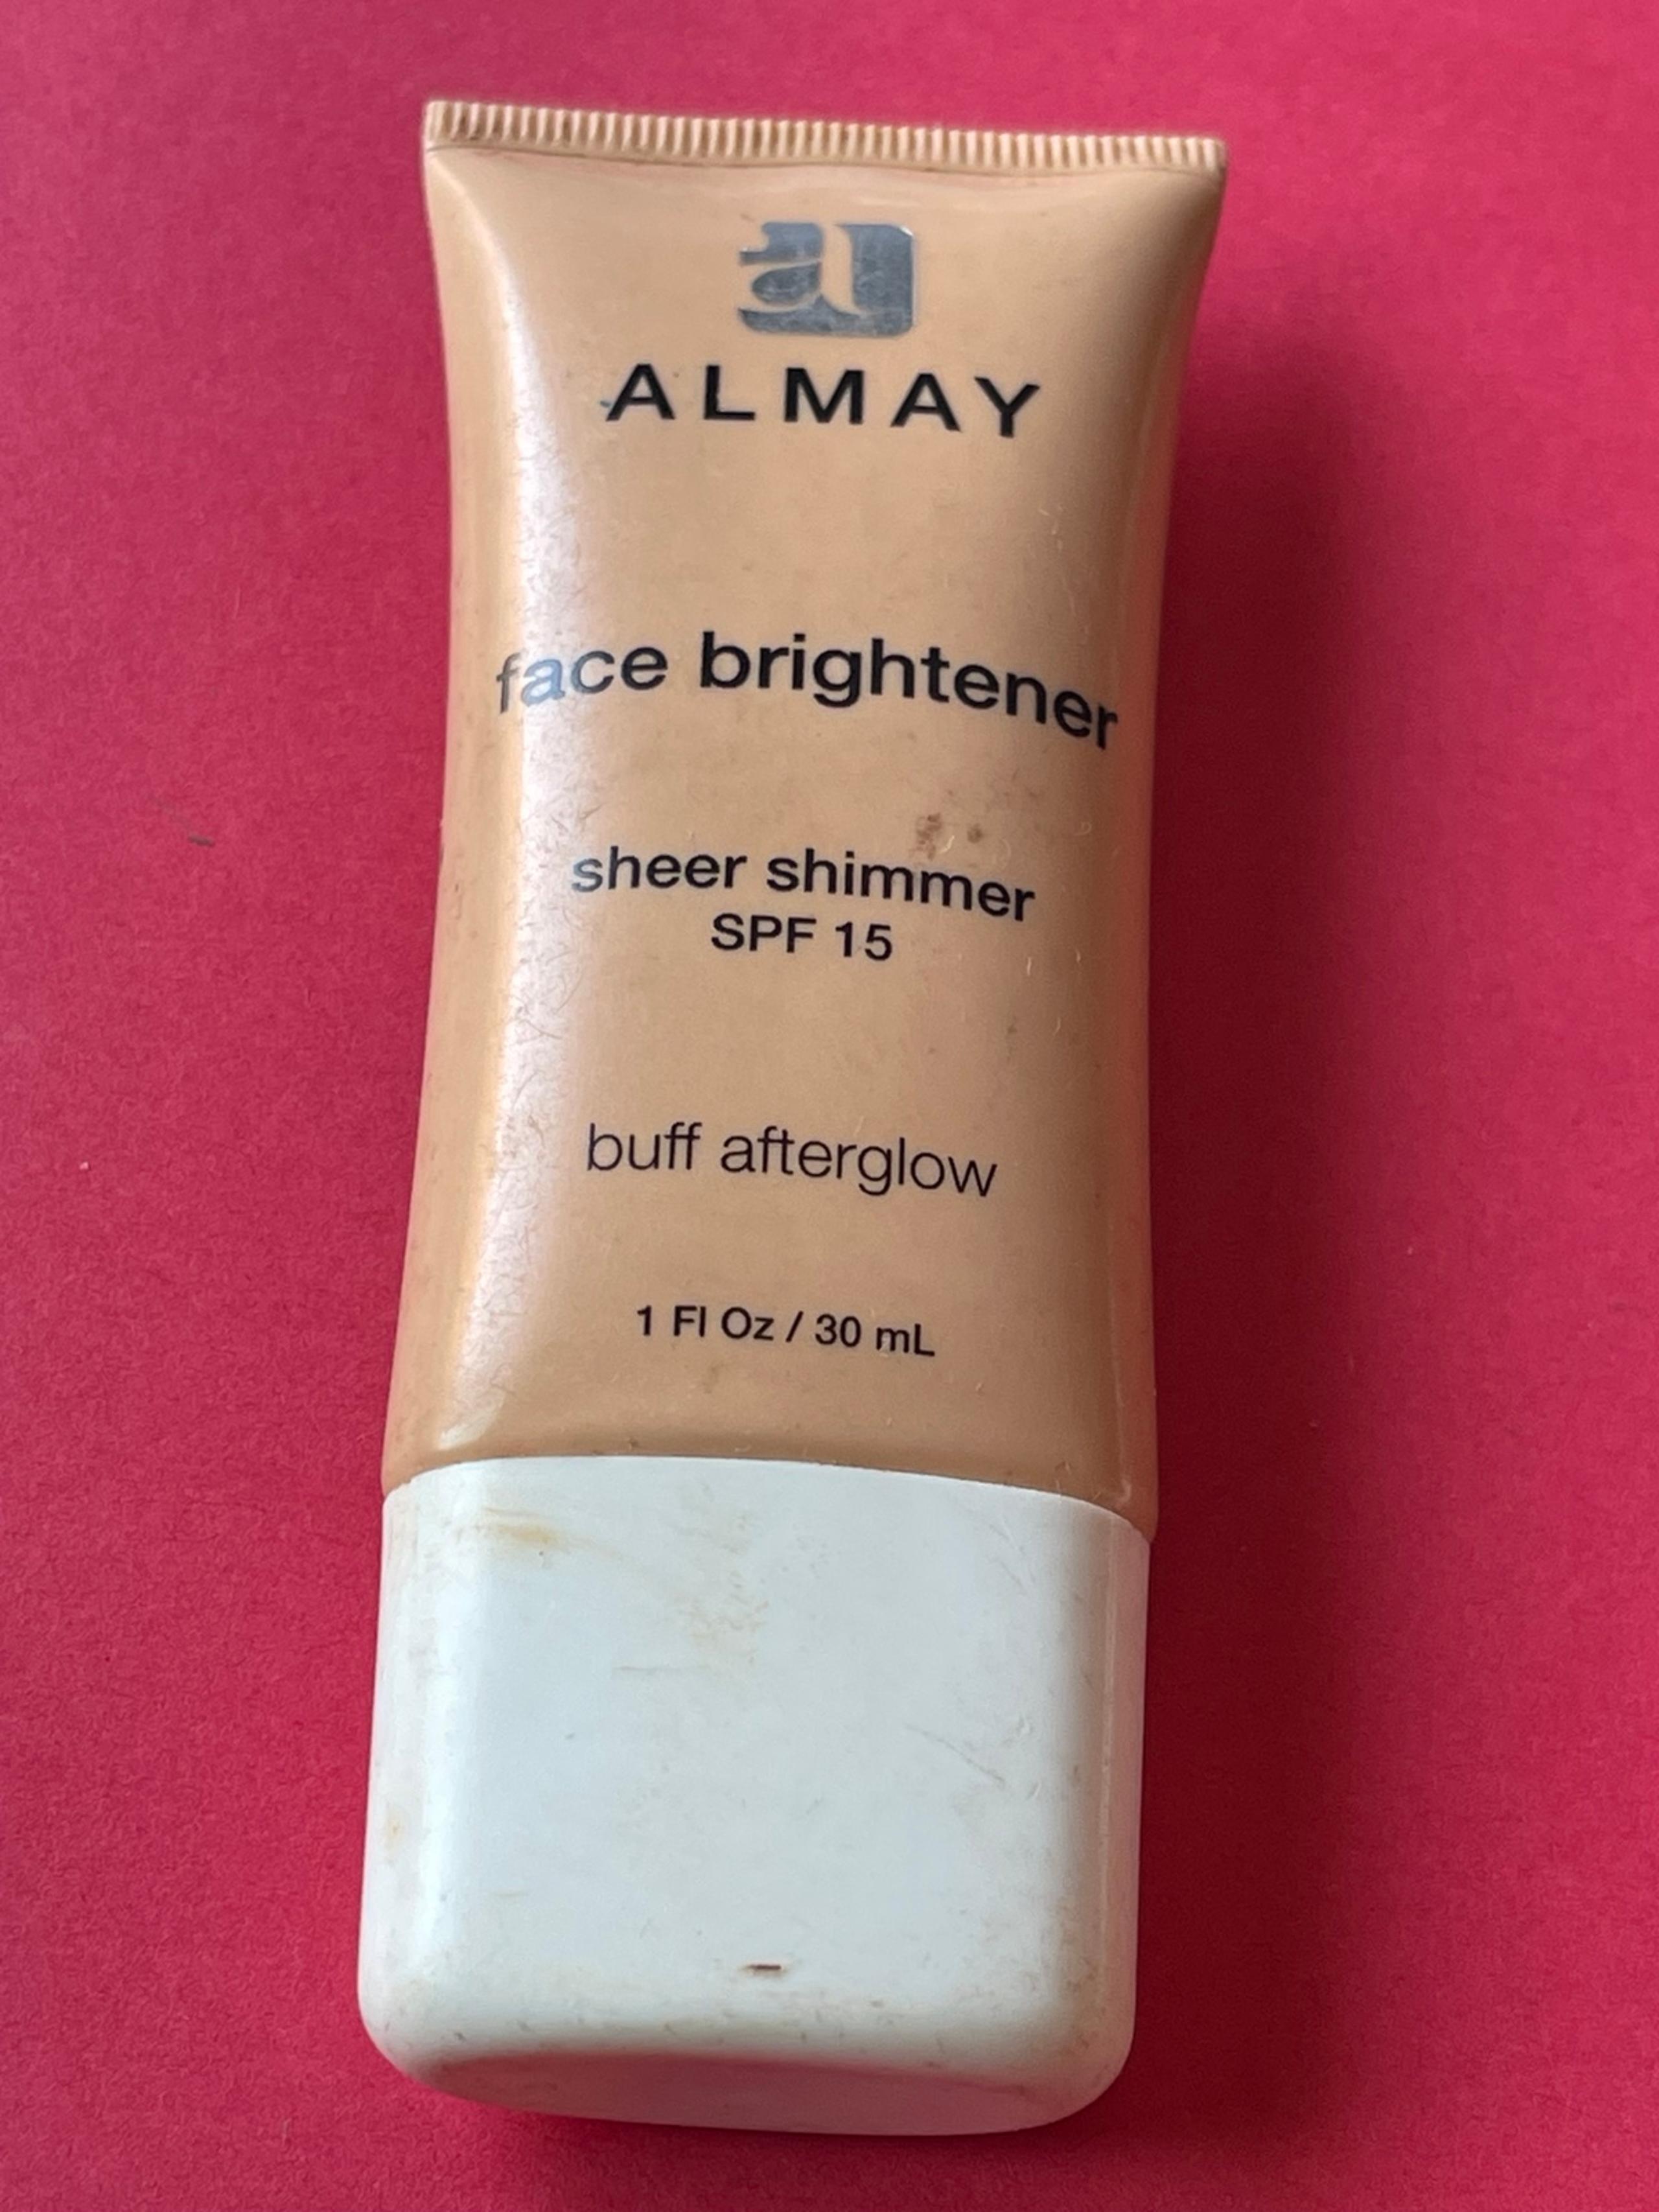 a
ALMAY
face brightener
sheer shimmer
SPF 15
buff afterglow
1 Fl Oz / 30 mL